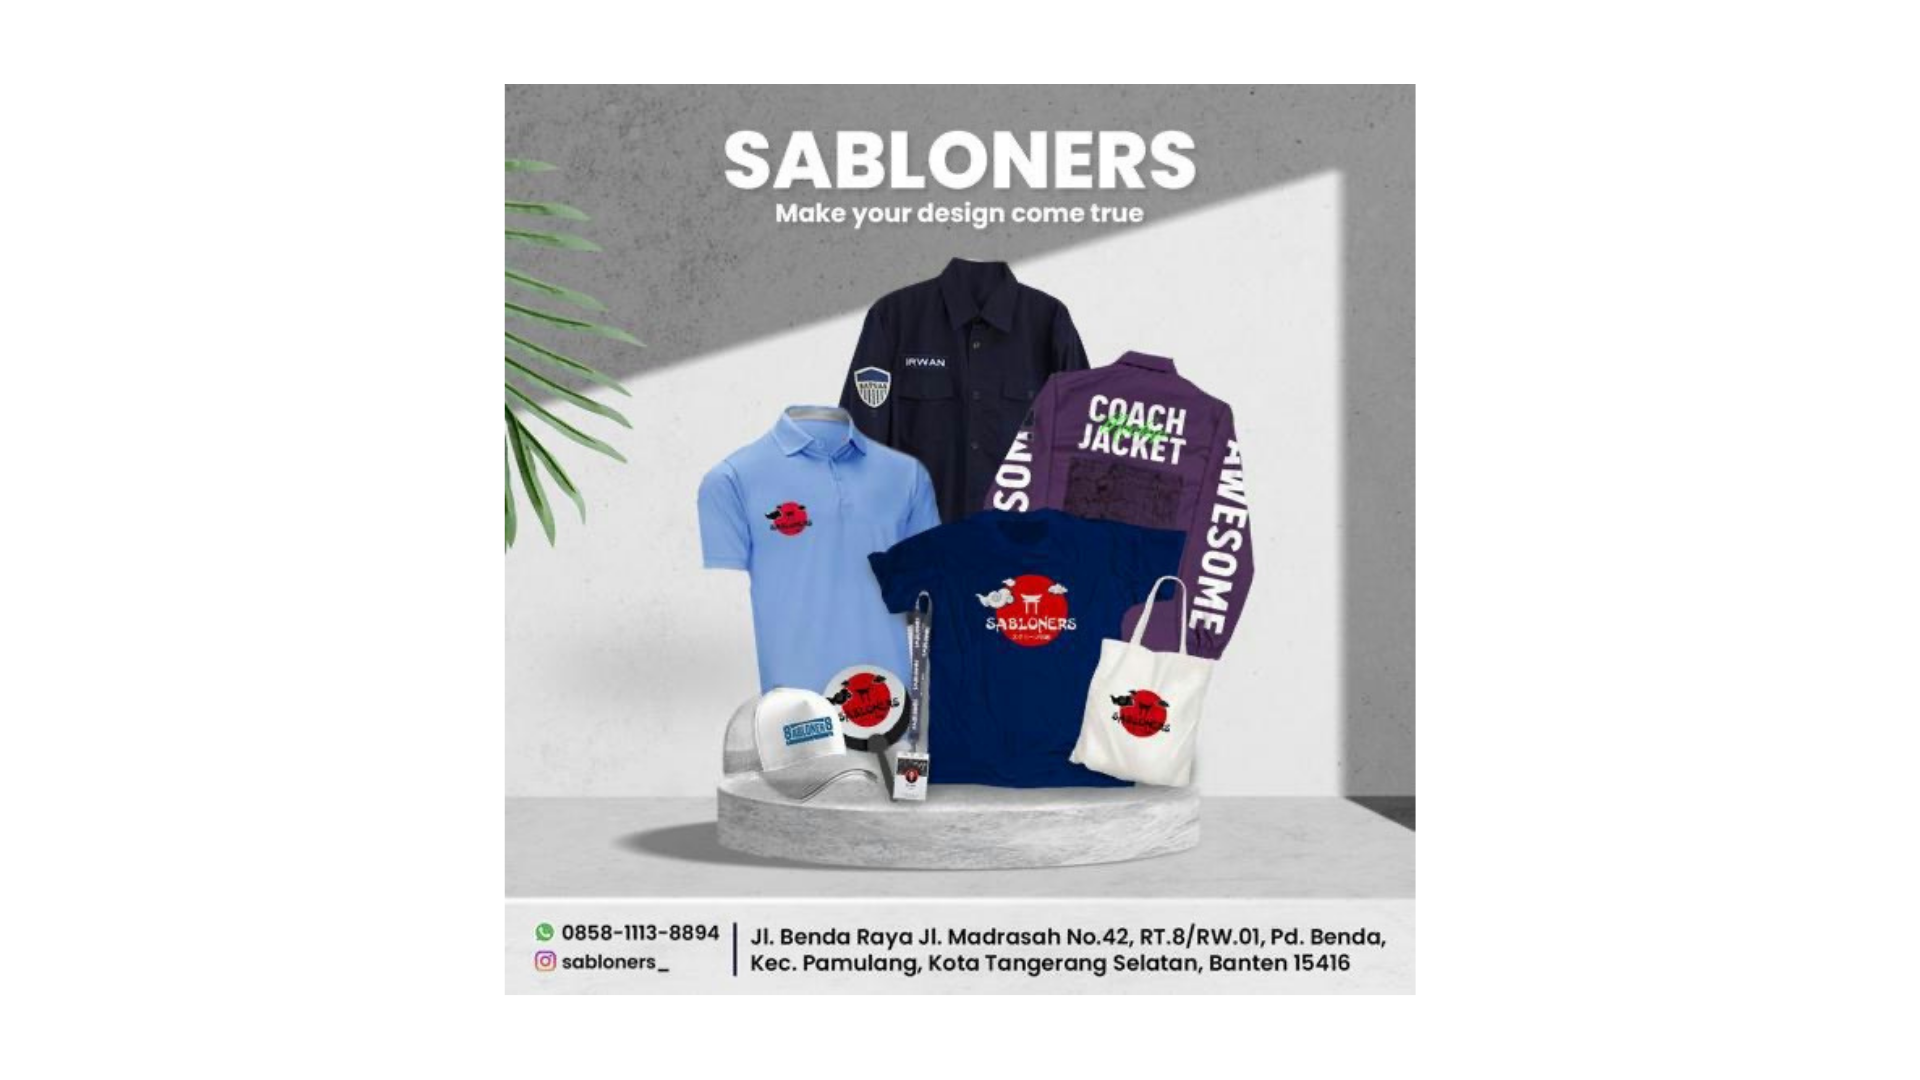 SABLONERS
Make your design come true
IRWAN
COACH
JACKET
AWESOME
SOM
SABLONERS
SABLONERS
SABLONERS
SABLONERS
8ABLONER8
0858-1113-8894
sabloners_
Jl. Benda Raya Jl. Madrasah No.42, RT.8/RW.01, Pd. Benda,
Kec. Pamulang, Kota Tangerang Selatan, Banten 15416